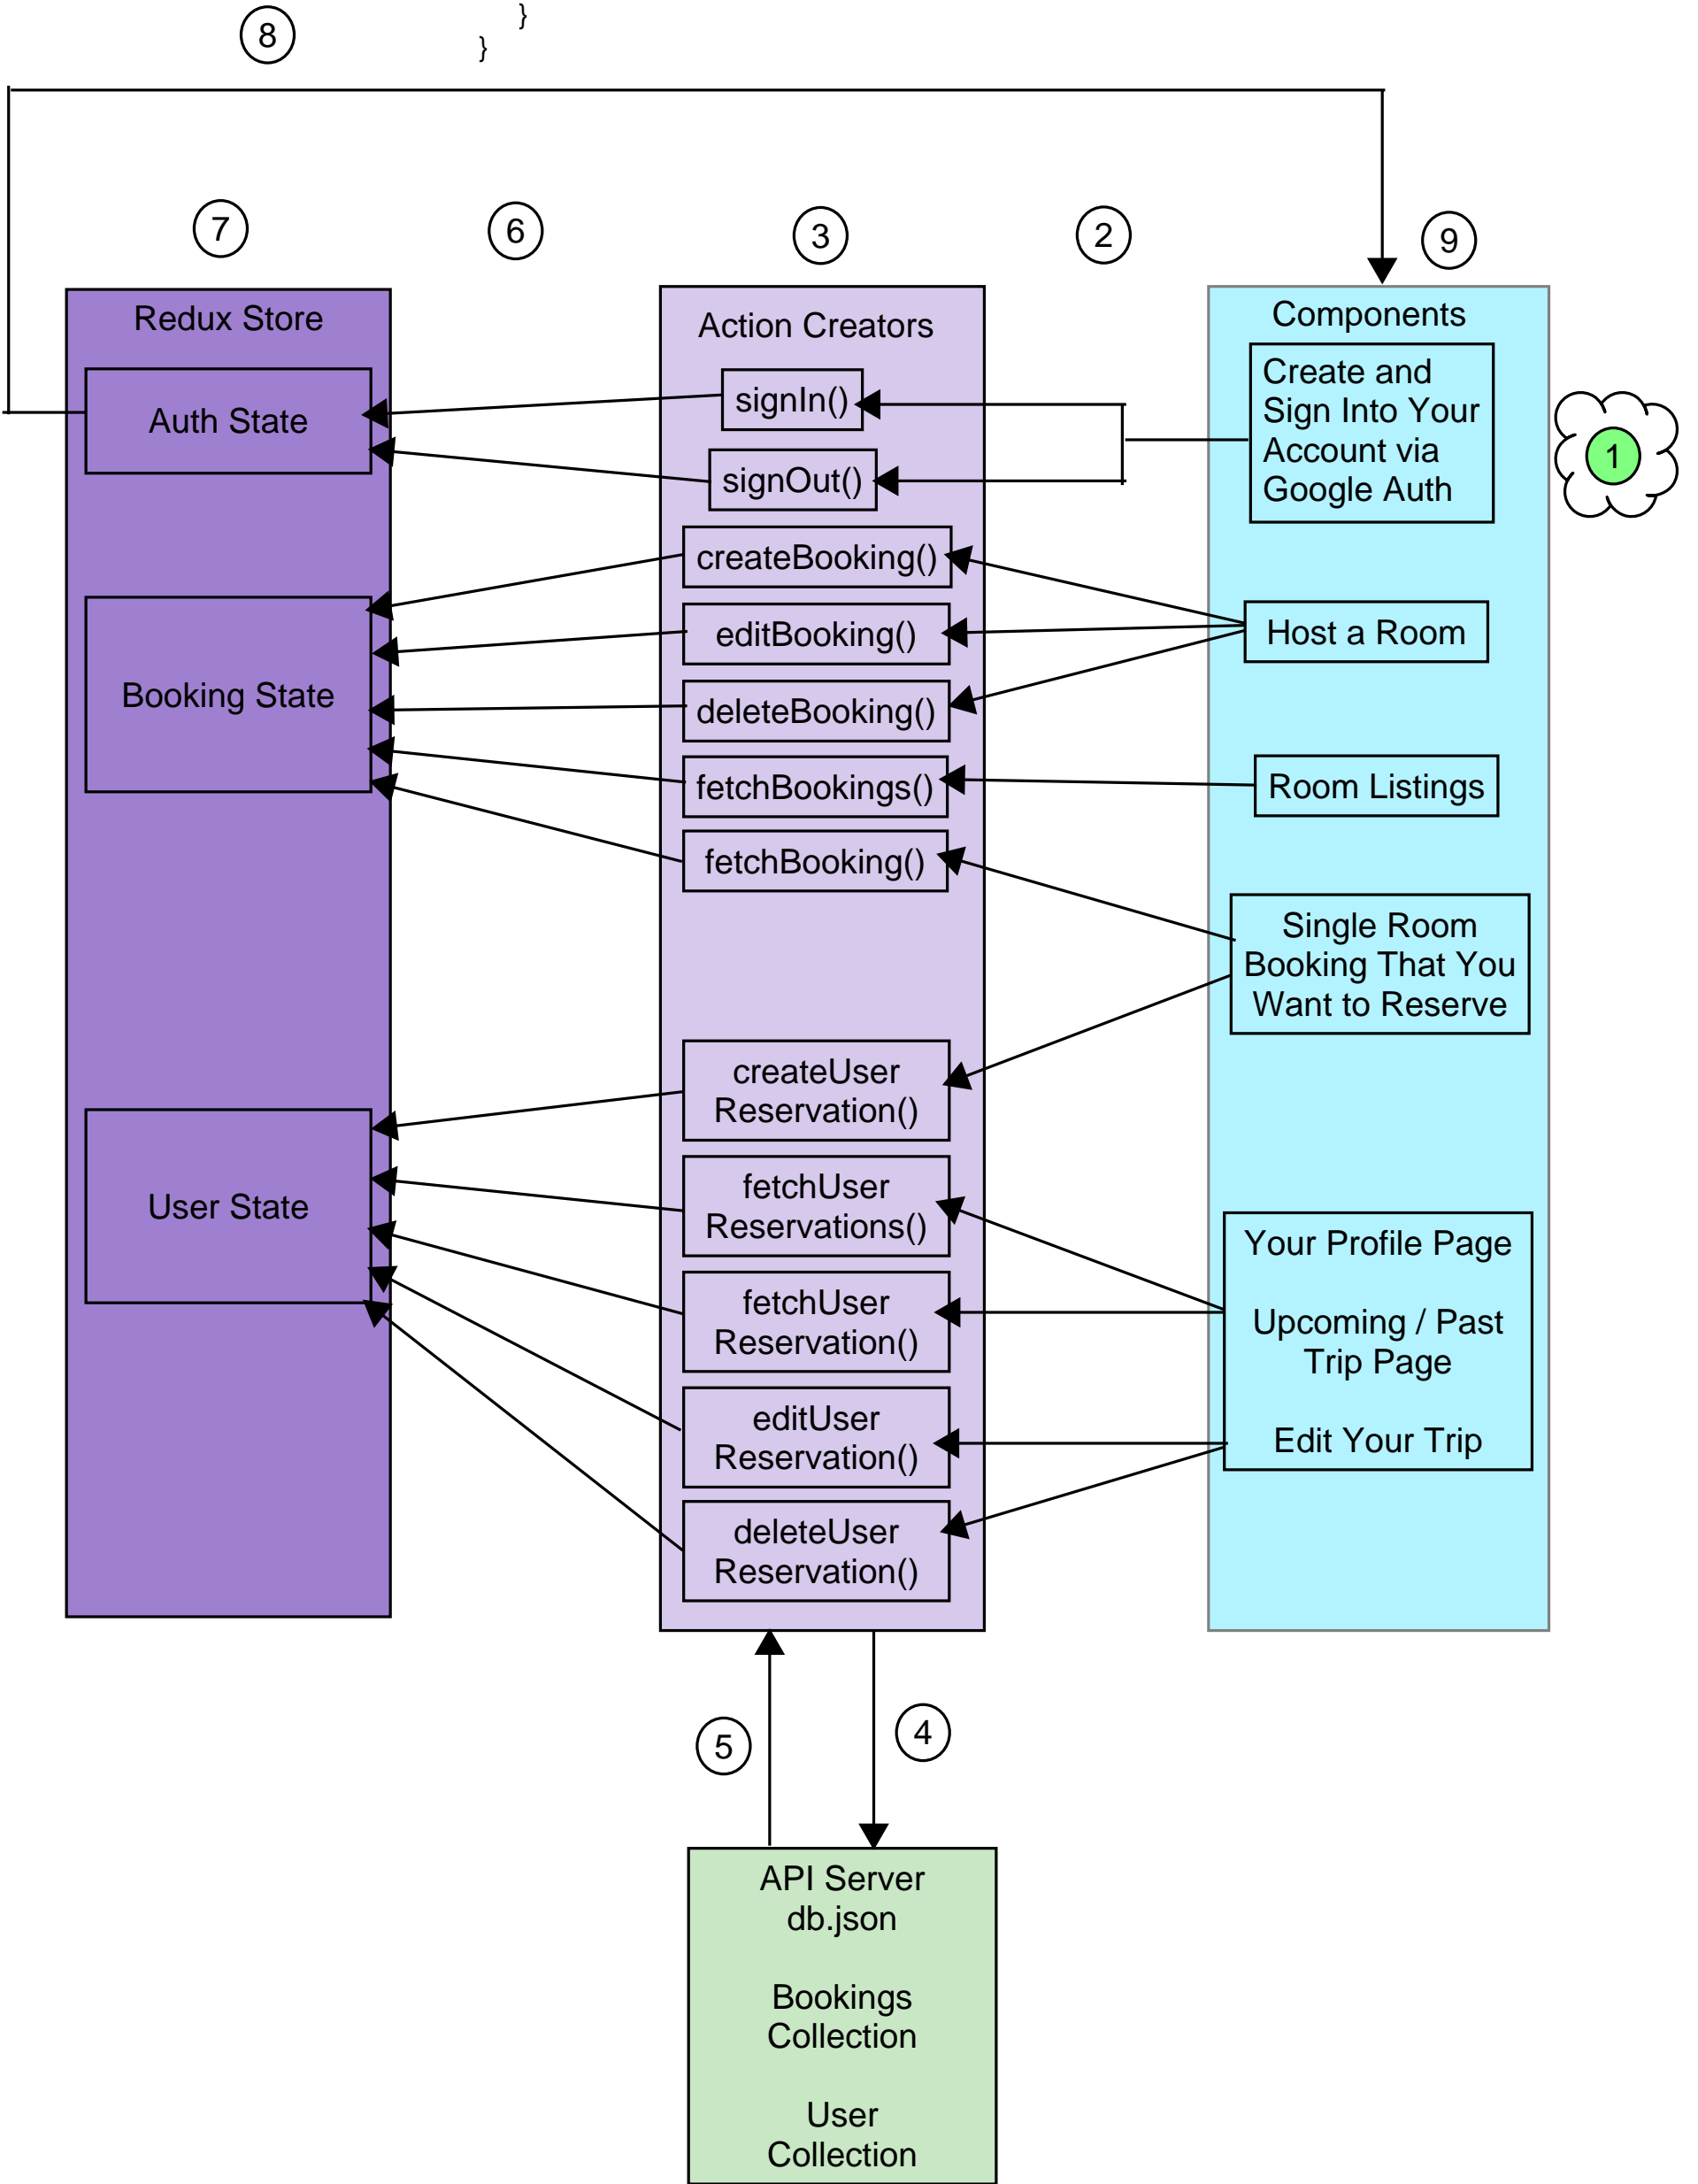 }
8
}
7
6
3
2
9
Redux Store
Auth State
Booking State
User State
Action Creators
signIn()
signOut()
createBooking()
editBooking()
deleteBooking()
fetchBookings()
fetchBooking()
createUser
Reservation()
fetchUser
Reservations()
fetchUser
Reservation()
editUser
Reservation()
deleteUser
Reservation()
Components
Create and
Sign Into Your
Account via
Google Auth
1
Host a Room
Room Listings
Single Room
Booking That You
Want to Reserve
Your Profile Page
Upcoming / Past
Trip Page
Edit Your Trip
5
4
API Server
db.json
Bookings
Collection
User
Collection